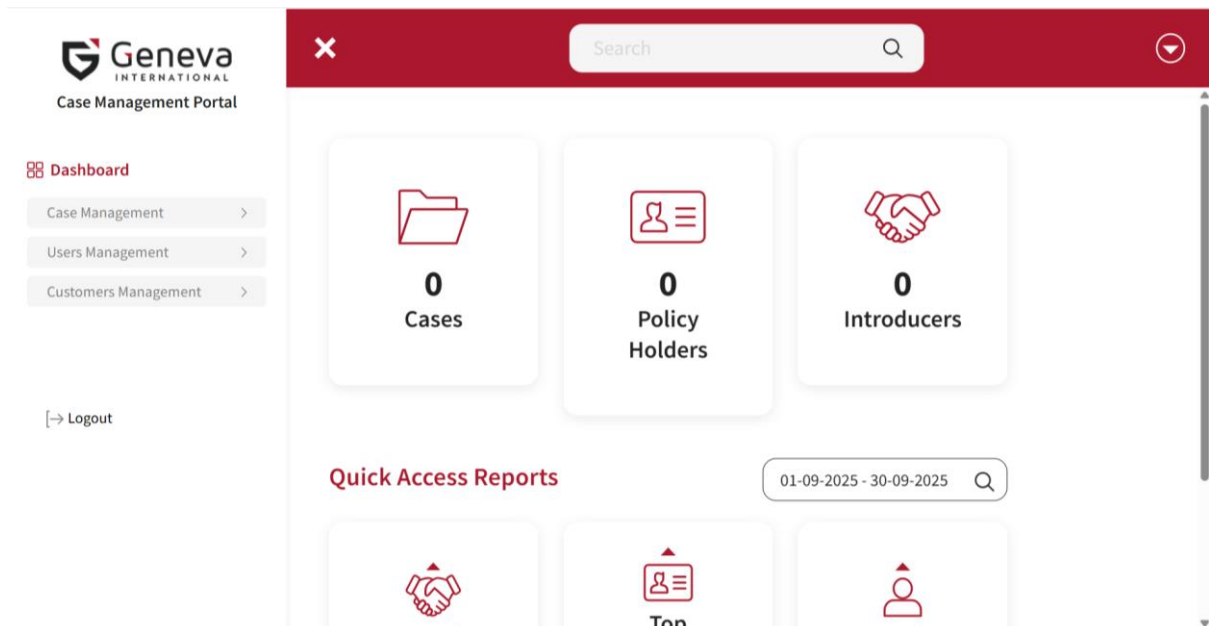 Geneva
INTERNATIONAL
Case Management Portal
Dashboard
Case Management
Users Management
Customers Management
Logout
Search
0
Cases
0
Policy
Holders
0
Introducers
Quick Access Reports
01-09-2025 - 30-09-2025
Top